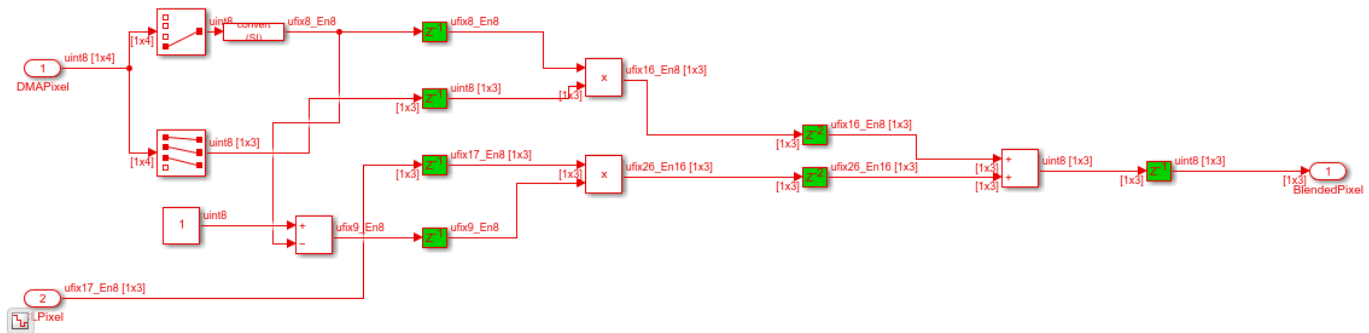 uint8
convert
(SI)
ufix8_En8
ufix8_En8
[1x4]
uint8 [1x4]
1
DMAPixel
x
ufix16_En8 [1x3]
uint8 [1x3]
[1x3]
[1x3]
Z-1
Z-1
uint8 [1x3]
[1x4]
Z-2
ufix16_En8 [1x3]
[1x3]
Z-1
ufix17_En8 [1x3]
[1x3]
[1x3]
x
ufix26_En16 [1x3]
Z-2
ufix26_En16 [1x3]
[1x3]
+
+
[1x3]
[1x3]
uint8 [1x3]
[1x3]
Z-1
uint8 [1x3]
[1x3]
1
BlendedPixel
1
uint8
+
−
ufix9_En8
Z-1
ufix9_En8
ufix17_En8 [1x3]
2
LPixel